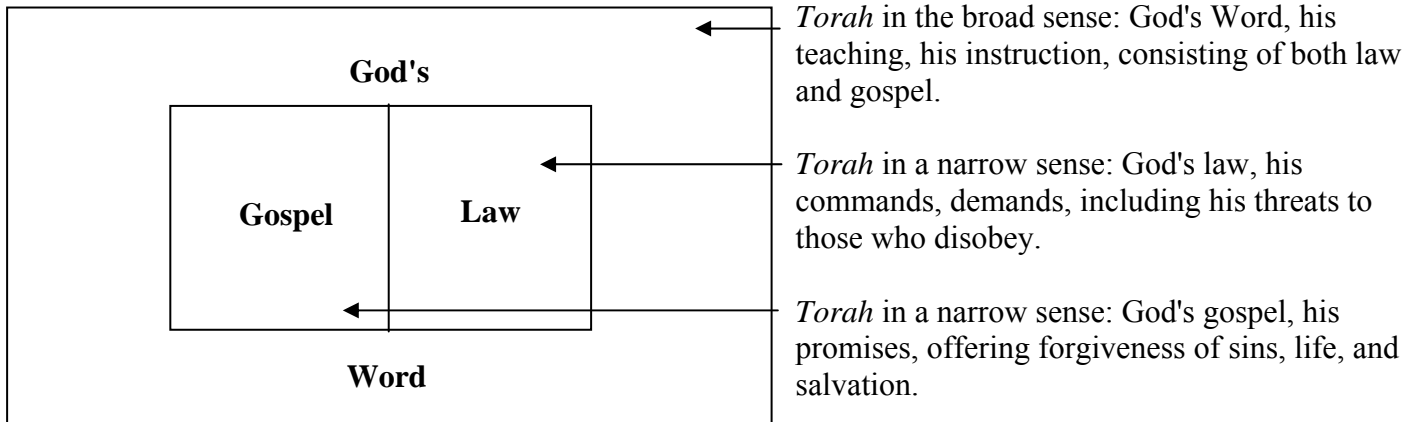 God's
Gospel
Law
Word
Torah in the broad sense: God's Word, his
teaching, his instruction, consisting of both law
and gospel.
Torah in a narrow sense: God's law, his
commands, demands, including his threats to
those who disobey.
Torah in a narrow sense: God's gospel, his
promises, offering forgiveness of sins, life, and
salvation.